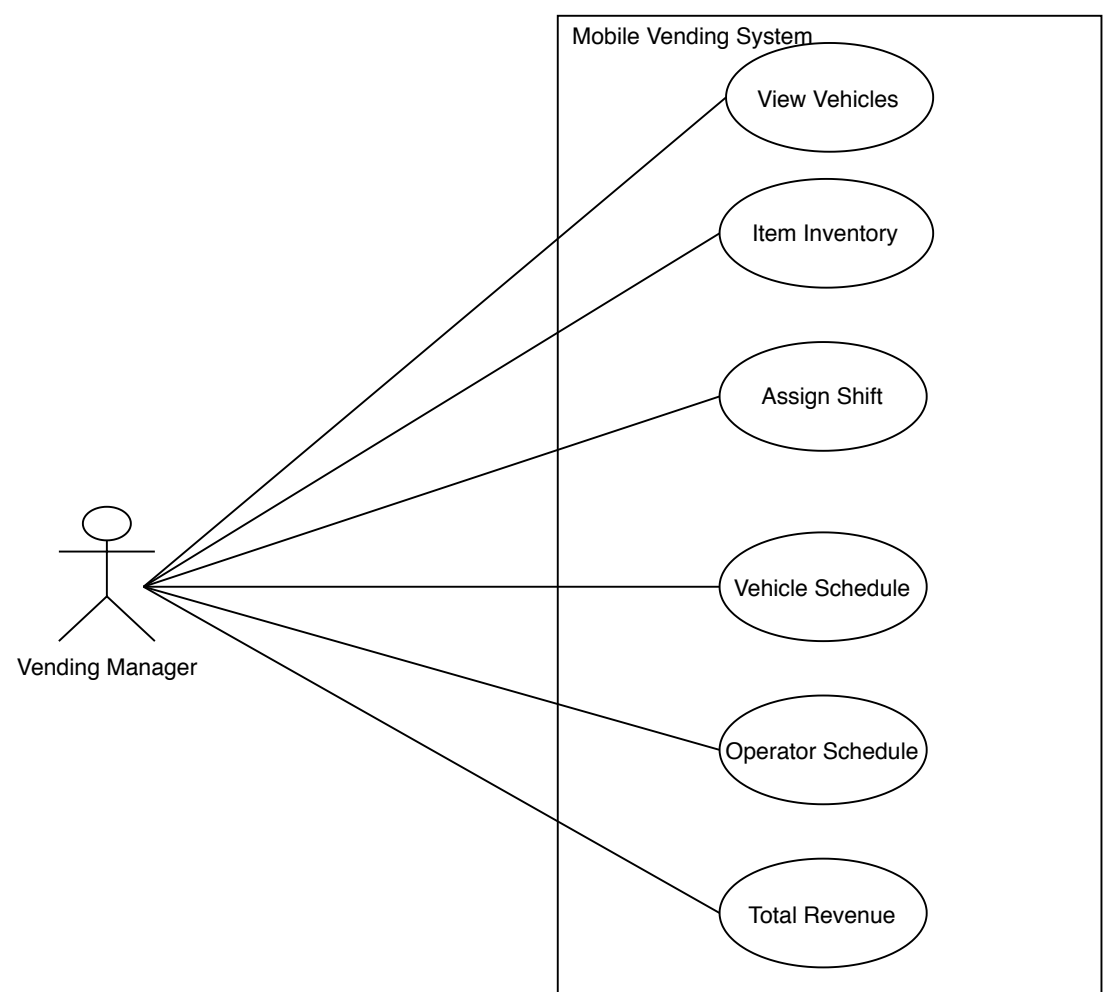 Mobile Vending System
View Vehicles
Item Inventory
Assign Shift
Vehicle Schedule
Vending Manager
Operator Schedule
Total Revenue